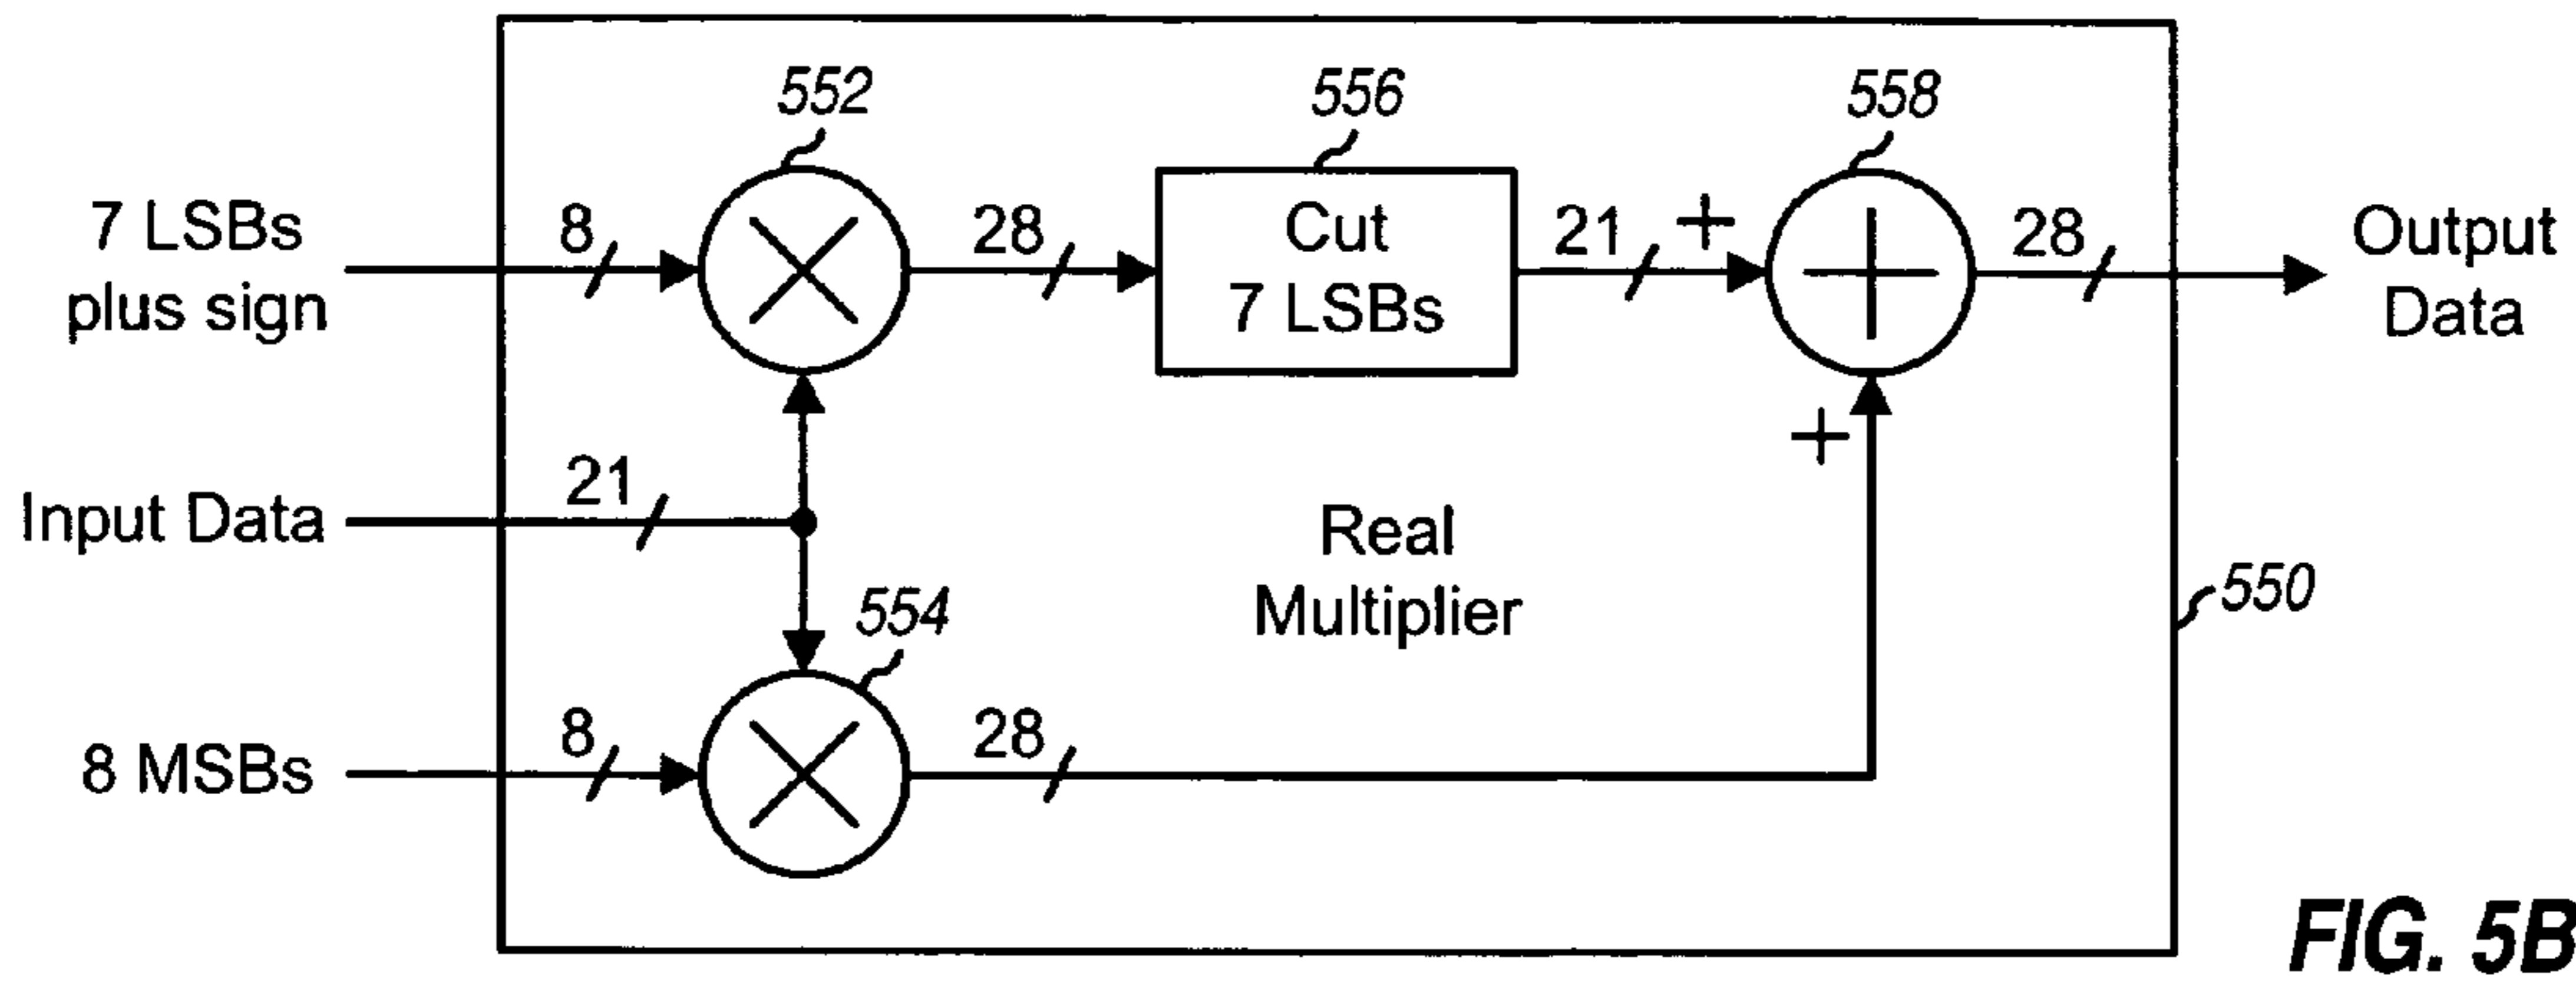 552
556
558
7 LSBs
plus sign
8
28
Cut
7 LSBs
21
+
28
Output
Data
Input Data
21
+
Real
Multiplier
554
550
8 MSBs
8
28
FIG. 5B